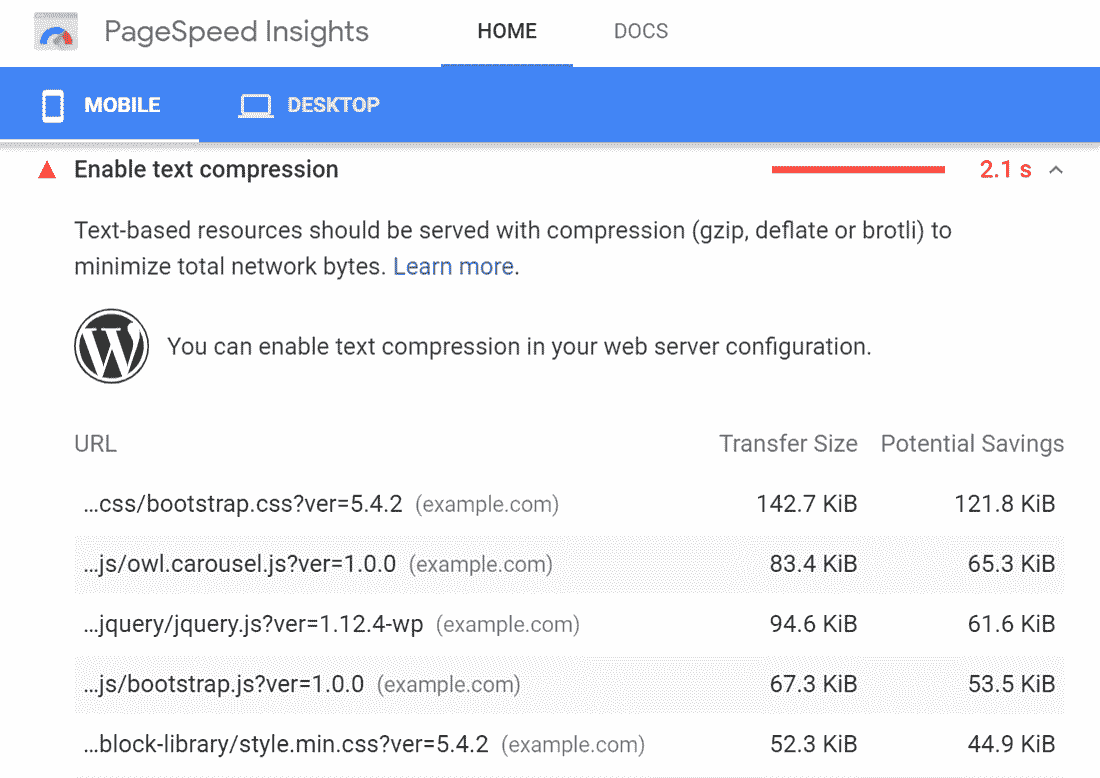 PageSpeed Insights HOME DOCS
MOBILE DESKTOP
Enable text compression 2.1 s
Text-based resources should be served with compression (gzip, deflate or brotli) to
minimize total network bytes. Learn more.
You can enable text compression in your web server configuration.
URL Transfer Size Potential Savings
…css/bootstrap.css?ver=5.4.2 (example.com) 142.7 KiB 121.8 KiB
…js/owl.carousel.js?ver=1.0.0 (example.com) 83.4 KiB 65.3 KiB
…jquery/jquery.js?ver=1.12.4-wp (example.com) 94.6 KiB 61.6 KiB
…js/bootstrap.js?ver=1.0.0 (example.com) 67.3 KiB 53.5 KiB
…block-library/style.min.css?ver=5.4.2 (example.com) 52.3 KiB 44.9 KiB